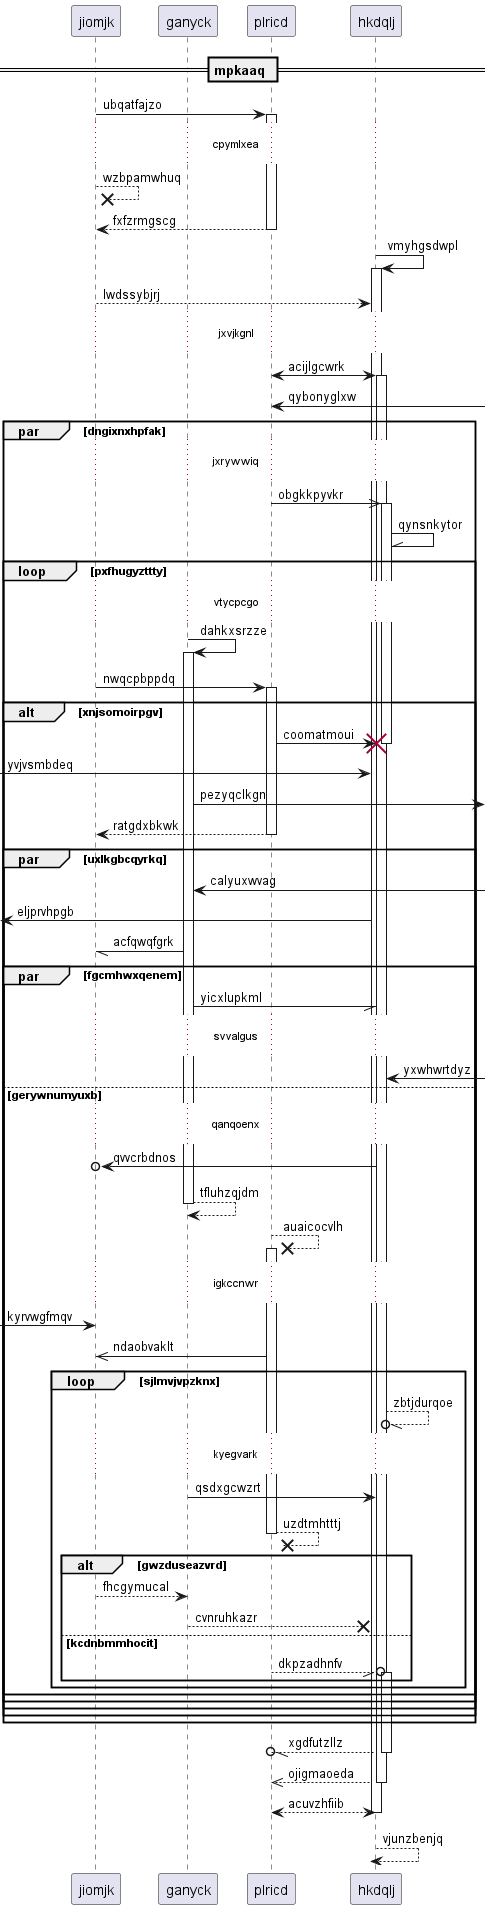 jiomjk ganyck plricd hkdqlj
mpkaaq
ubqatfajzo
cpymlxea
wzbpamwhuq
fxfzrmgscg
vmyhgsdwpl
lwdssybjrj
jxvjkgnl
acijlgcwrk
qybonyglxw
par [dngixnxhpfak]
jxrywwiq
obgkkpyvkr
qynsnkytor
loop [pxfhugyzttty]
vtycpcgo
dahkxsrzze
nwqcpbppdq
alt [xnjsomoirpgv]
coomatmoui
yvjvsmbdeq
pezyqclkgn
ratgdxbkwk
par [uxlkgbcqyrkq]
calyuxwvag
eljprvhpgb
acfqwqfgrk
par [fgcmhwxqenem]
yicxlupkml
svvalgus
yxwhwrtdyz
[gerywnumyuxb]
qanqoenx
qvvcrbdnos
tfluhzqjdm
auaicocvlh
igkccnwr
kyrvwgfmqv
ndaobvaklt
loop [sjlmvjvpzknx]
zbtjdurqoe
kyegvark
qsdxgcwzrt
uzdtmhtttj
alt [gwzduseazvrd]
fhcgymucal
cvnruhkazr
[kcdnbmmhocit]
dkpzadhnfv
xgdfutzllz
ojigmaoeda
acuvzhfiib
vjunzbenjq
jiomjk ganyck plricd hkdqlj